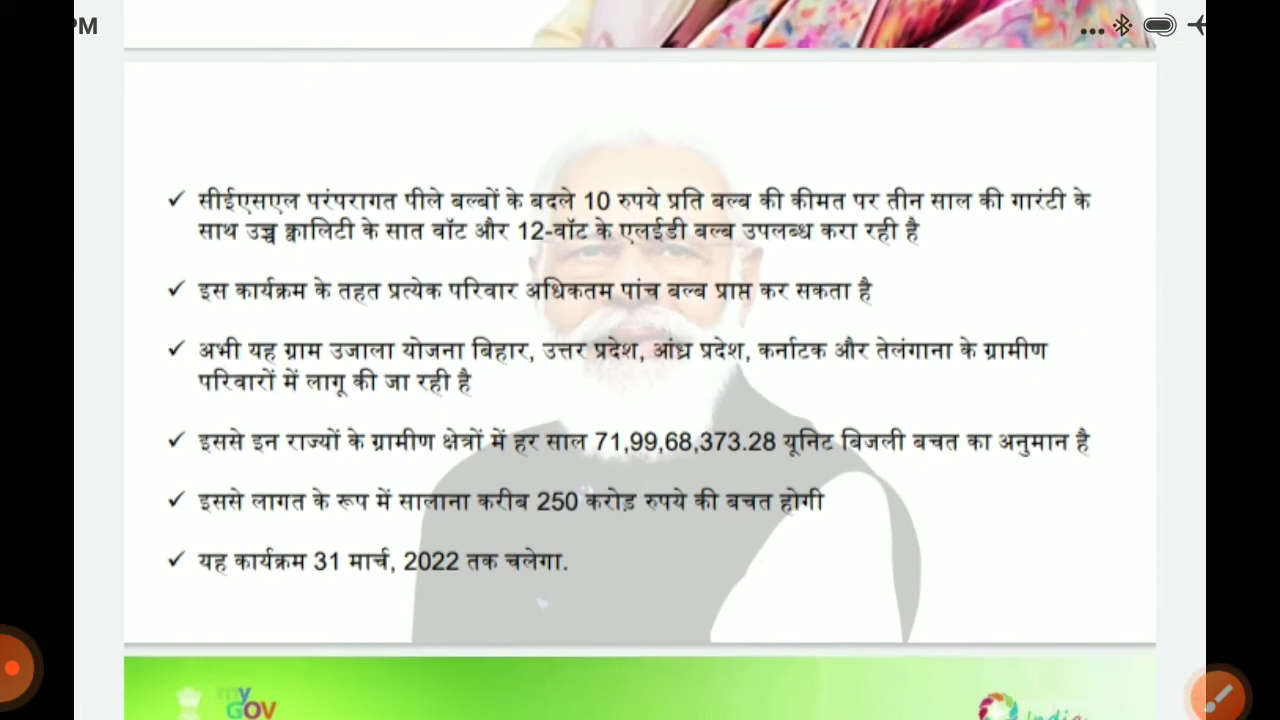 PM
✓ सीईएसएल परंपरागत पीले बल्बों के बदले 10 रुपये प्रति बल्ब की कीमत पर तीन साल की गारंटी के
साथ उच्च क्वालिटी के सात वॉट और 12-वॉट के एलईडी बल्ब उपलब्ध करा रही है
✓ इस कार्यक्रम के तहत प्रत्येक परिवार अधिकतम पांच बल्ब प्राप्त कर सकता है
✓ अभी यह ग्राम उजाला योजना बिहार, उत्तर प्रदेश, आंध्र प्रदेश, कर्नाटक और तेलंगाना के ग्रामीण
परिवारों में लागू की जा रही है
✓ इससे इन राज्यों के ग्रामीण क्षेत्रों में हर साल 71,99,68,373.28 यूनिट बिजली बचत का अनुमान है
✓ इससे लागत के रूप में सालाना करीब 250 करोड़ रुपये की बचत होगी
✓ यह कार्यक्रम 31 मार्च, 2022 तक चलेगा.
my
GOV